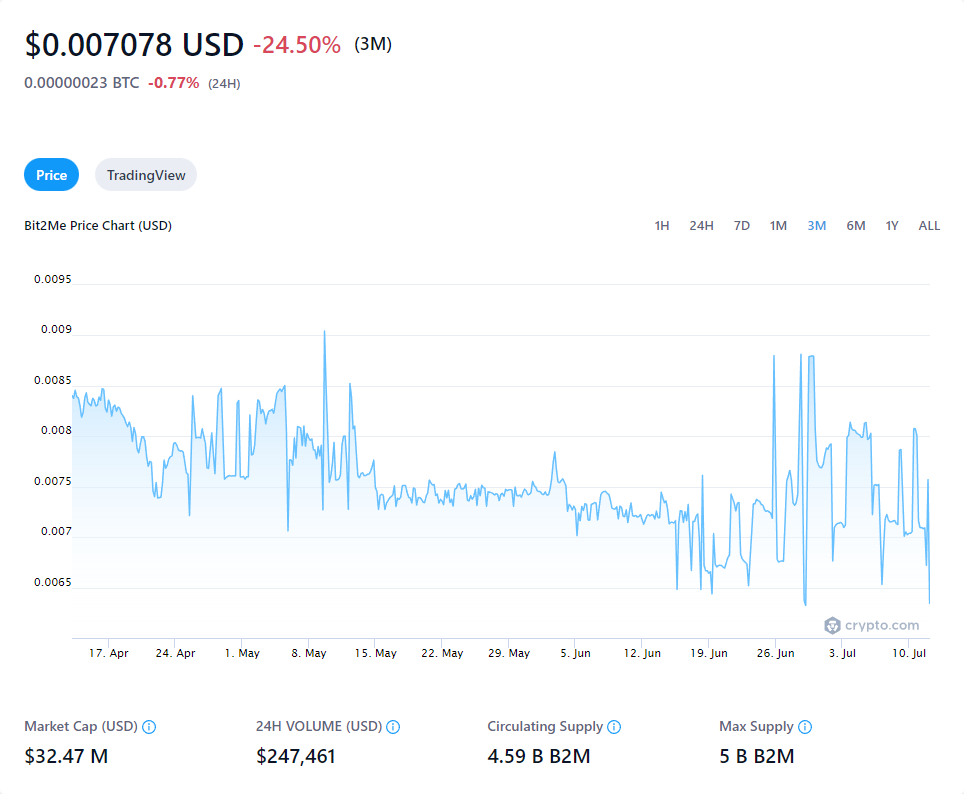 $0.007078 USD -24.50% (3M)
0.00000023 BTC -0.77% (24H)
Price TradingView
Bit2Me Price Chart (USD) 1H 24H 7D 1M 3M 6M 1Y ALL
0.0095
0.009
0.0085
0.008
0.0075
0.007
0.0065
crypto.com
17. Apr 24. Apr 1. May 8. May 15. May 22. May 29. May 5. Jun 12. Jun 19. Jun 26. Jun 3. Jul 10. Jul
Market Cap (USD) 24H VOLUME (USD) Circulating Supply Max Supply
$32.47 M $247,461 4.59 B B2M 5 B B2M